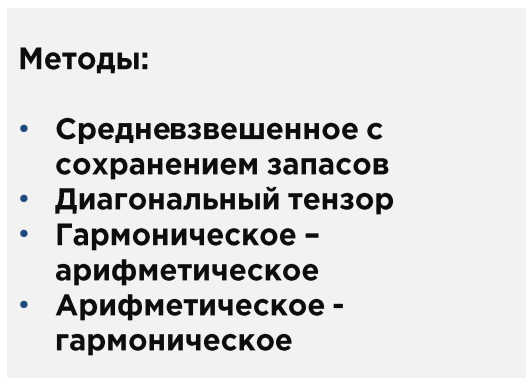 Методы:
• Средневзвешенное с
сохранением запасов
• Диагональный тензор
• Гармоническое –
арифметическое
• Арифметическое -
гармоническое